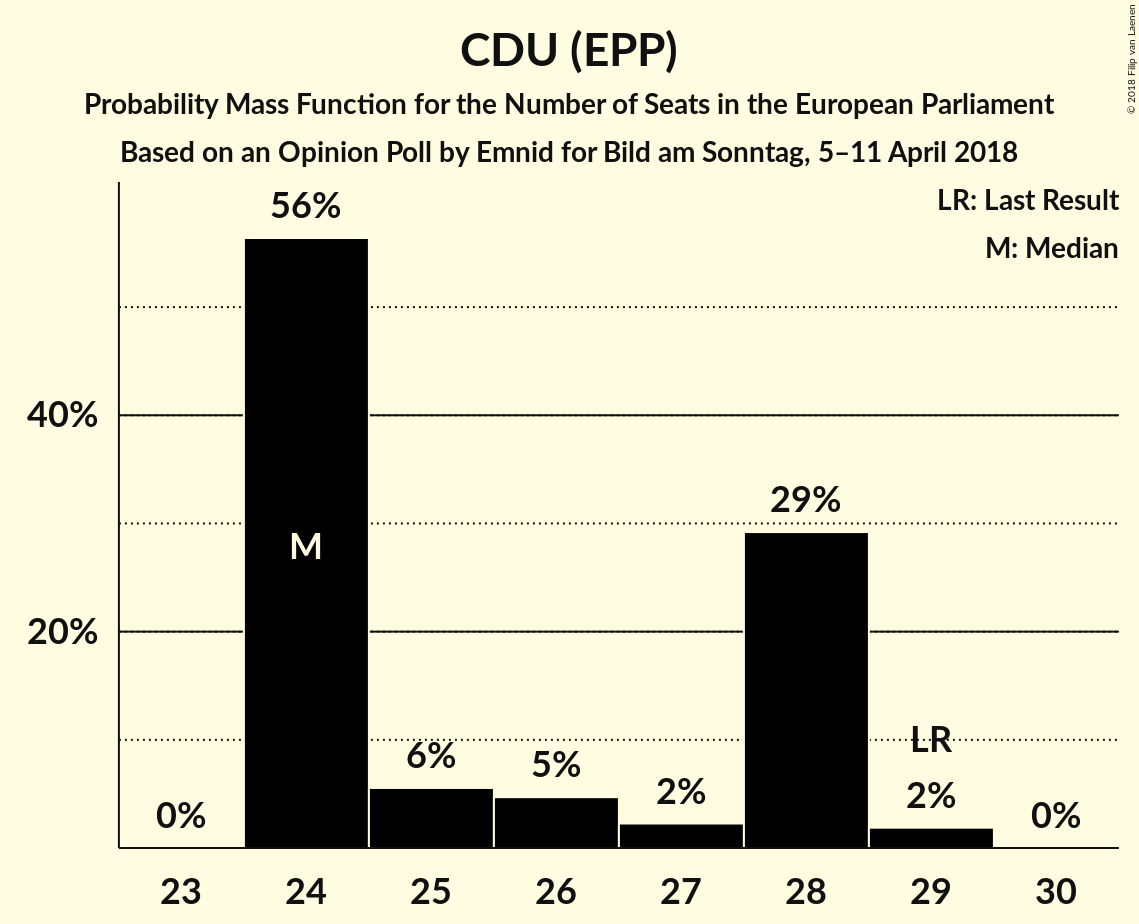 CDU (EPP)
Probability Mass Function for the Number of Seats in the European Parliament
Based on an Opinion Poll by Emnid for Bild am Sonntag, 5–11 April 2018
© 2018 Filip van Laenen
LR: Last Result
M: Median
56%
40%
M
29%
20%
LR
6%
5%
2%
2%
0%
0%
23 24 25 26 27 28 29 30